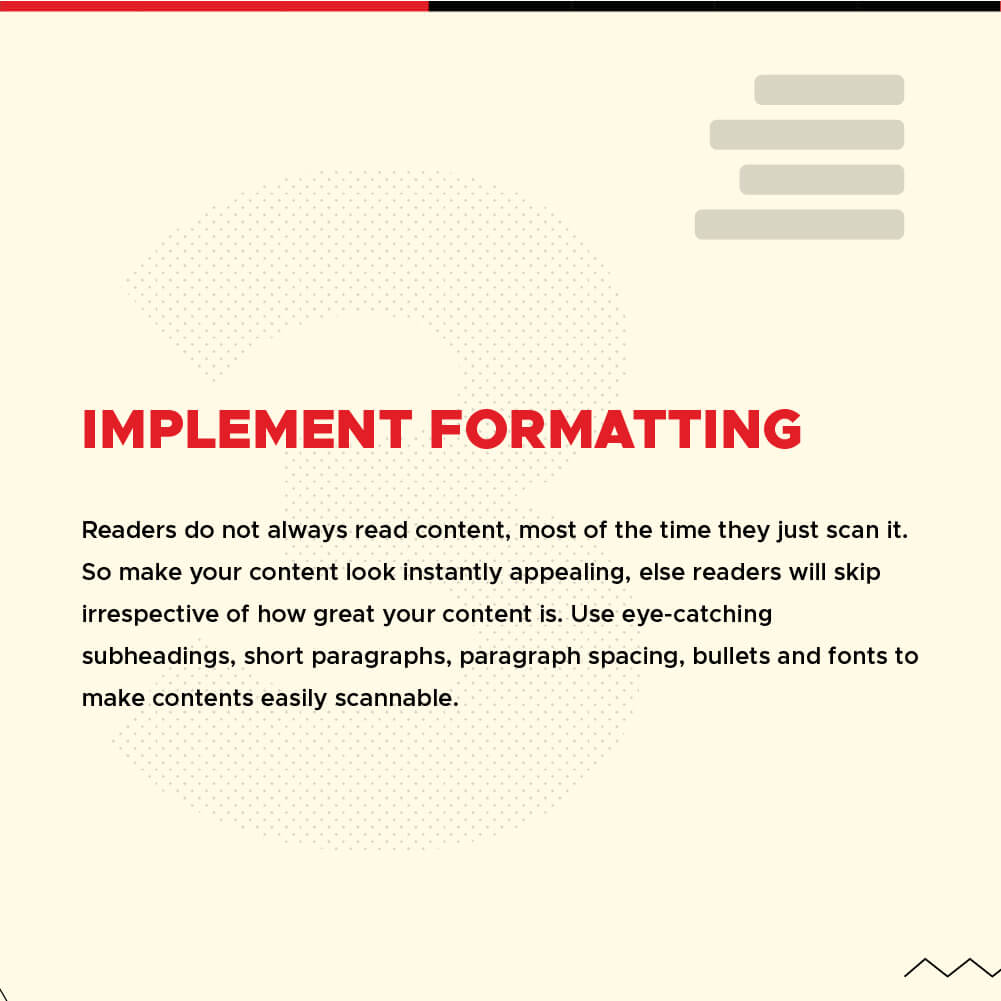 3
IMPLEMENT FORMATTING
Readers do not always read content, most of the time they just scan it.
So make your content look instantly appealing, else readers will skip
irrespective of how great your content is. Use eye-catching
subheadings, short paragraphs, paragraph spacing, bullets and fonts to
make contents easily scannable.